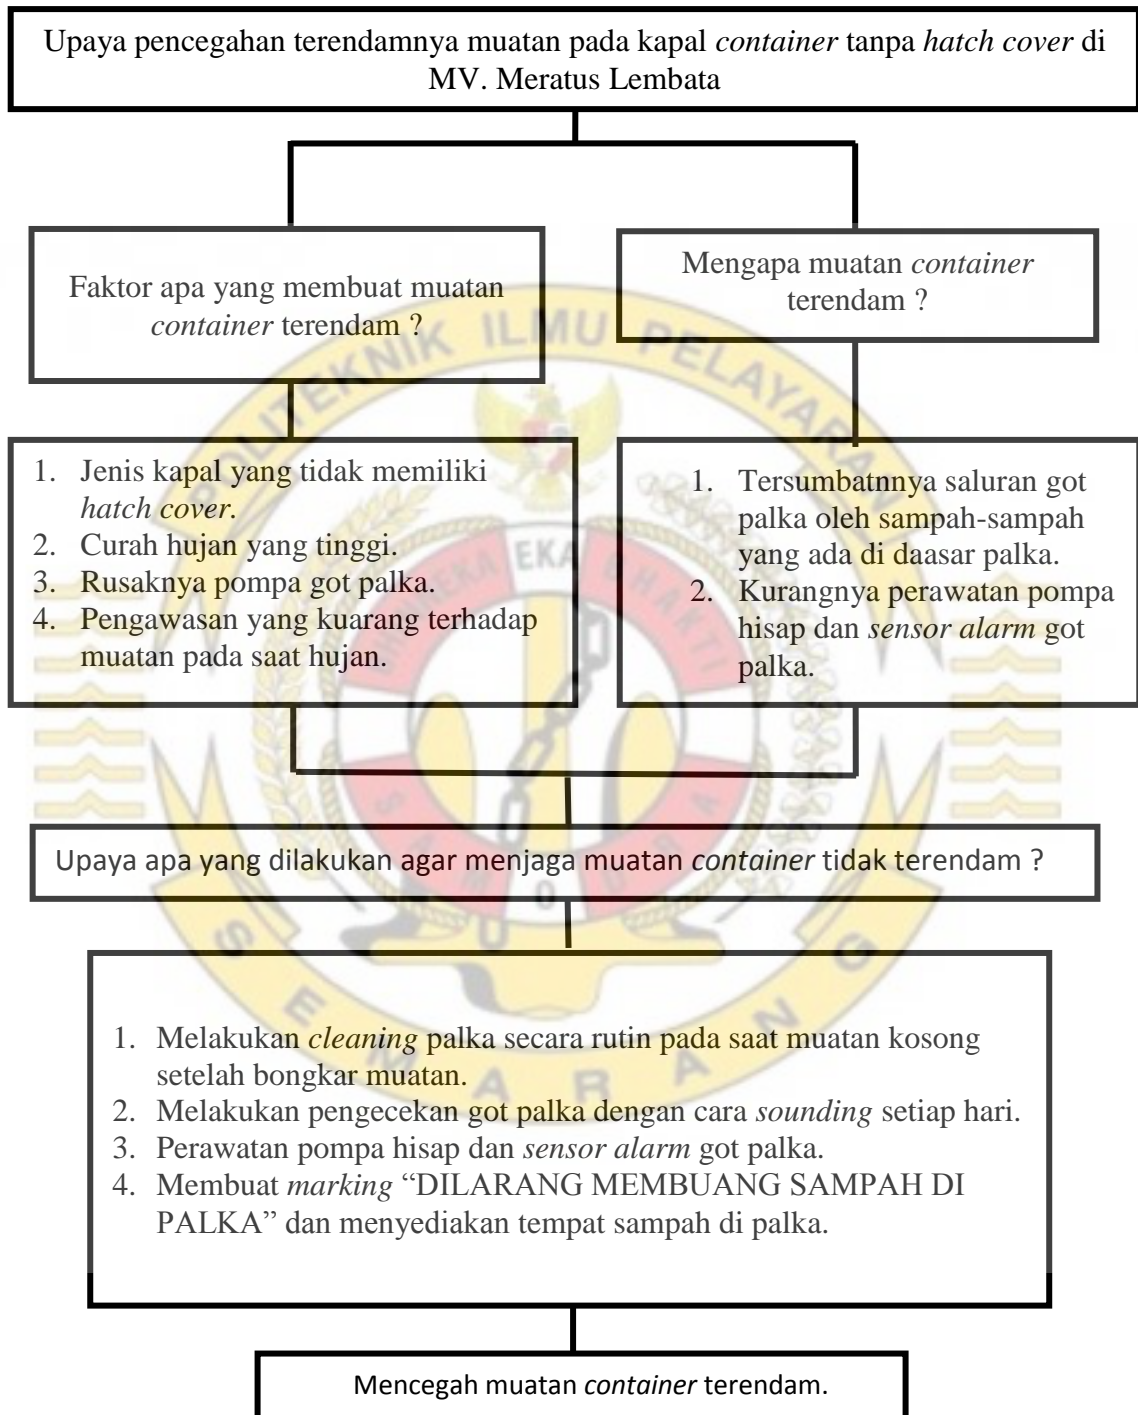 Upaya pencegahan terendamnya muatan pada kapal container tanpa hatch cover di
MV. Meratus Lembata
Faktor apa yang membuat muatan
container terendam ?
Mengapa muatan container
terendam ?
1. Jenis kapal yang tidak memiliki
hatch cover.
2. Curah hujan yang tinggi.
3. Rusaknya pompa got palka.
4. Pengawasan yang kuarang terhadap
muatan pada saat hujan.
1. Tersumbatnnya saluran got
palka oleh sampah-sampah
yang ada di daasar palka.
2. Kurangnya perawatan pompa
hisap dan sensor alarm got
palka.
Upaya apa yang dilakukan agar menjaga muatan container tidak terendam ?
1. Melakukan cleaning palka secara rutin pada saat muatan kosong
setelah bongkar muatan.
2. Melakukan pengecekan got palka dengan cara sounding setiap hari.
3. Perawatan pompa hisap dan sensor alarm got palka.
4. Membuat marking “DILARANG MEMBUANG SAMPAH DI
PALKA” dan menyediakan tempat sampah di palka.
Mencegah muatan container terendam.
POLITEKNIK ILMU PELAYARAN
SEMARANG